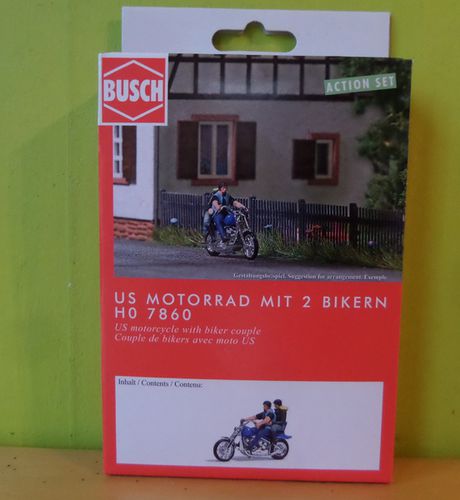 BUSCH
ACTION SET
Gestaltungsbeispiel. Suggestion for arrangement. Exemple
US MOTORRAD MIT 2 BIKERN
H0 7860
US motorcycle with biker couple
Couple de bikers avec moto US
Inhalt / Contents / Contenu: